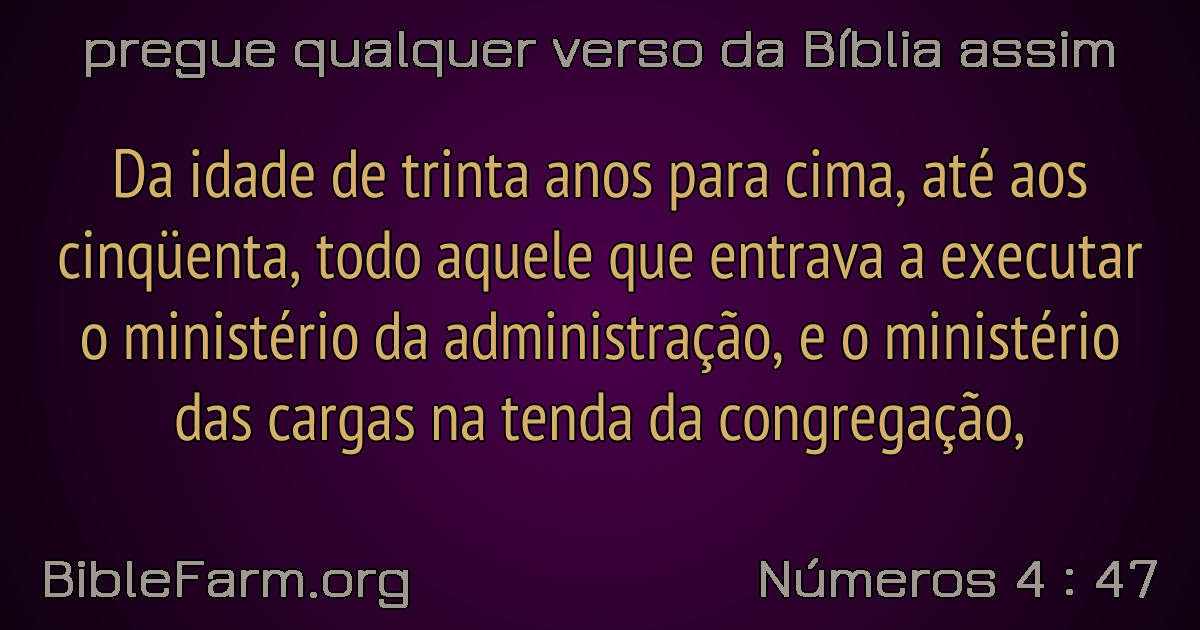 pregue qualquer verso da Bíblia assim
Da idade de trinta anos para cima, até aos
cinqüenta, todo aquele que entrava a executar
o ministério da administração, e o ministério
das cargas na tenda da congregação,
BibleFarm.org
Números 4 : 47